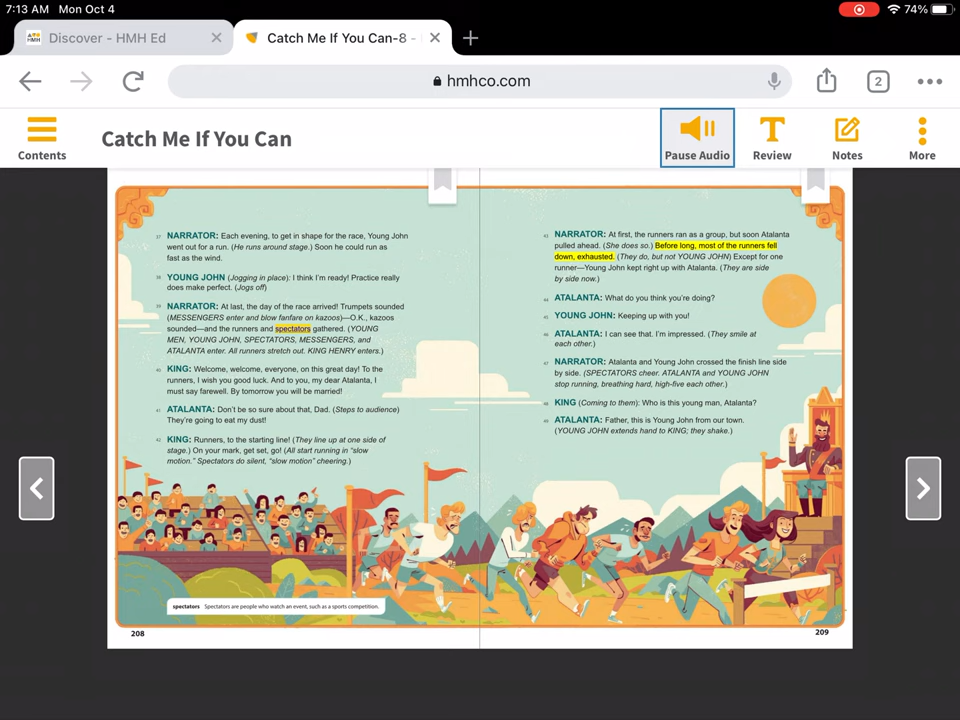 7:13 AM Mon Oct 4
74%
Discover - HMH Ed
Catch Me If You Can-8 -
hmhco.com
2
Contents
Catch Me If You Can
Pause Audio
Review
Notes
More
37 NARRATOR: Each evening, to get in shape for the race, Young John
went out for a run. (He runs around stage.) Soon he could run as
fast as the wind.
38 YOUNG JOHN (Jogging in place): I think I'm ready! Practice really
does make perfect. (Jogs off)
39 NARRATOR: At last, the day of the race arrived! Trumpets sounded
(MESSENGERS enter and blow fanfare on kazoos)—O.K., kazoos
sounded—and the runners and spectators gathered. (YOUNG
MEN, YOUNG JOHN, SPECTATORS, MESSENGERS, and
ATALANTA enter. All runners stretch out. KING HENRY enters.)
40 KING: Welcome, welcome, everyone, on this great day! To the
runners, I wish you good luck. And to you, my dear Atalanta, I
must say farewell. By tomorrow you will be married!
41 ATALANTA: Don't be so sure about that, Dad. (Steps to audience)
They're going to eat my dust!
42 KING: Runners, to the starting line! (They line up at one side of
stage.) On your mark, get set, go! (All start running in "slow
motion." Spectators do silent, "slow motion" cheering.)
spectators Spectators are people who watch an event, such as a sports competition.
208
43 NARRATOR: At first, the runners ran as a group, but soon Atalanta
pulled ahead. (She does so.) Before long, most of the runners fell
down, exhausted. (They do, but not YOUNG JOHN) Except for one
runner—Young John kept right up with Atalanta. (They are side
by side now.)
44 ATALANTA: What do you think you're doing?
45 YOUNG JOHN: Keeping up with you!
46 ATALANTA: I can see that. I'm impressed. (They smile at
each other.)
47 NARRATOR: Atalanta and Young John crossed the finish line side
by side. (SPECTATORS cheer. ATALANTA and YOUNG JOHN
stop running, breathing hard, high-five each other.)
48 KING (Coming to them): Who is this young man, Atalanta?
49 ATALANTA: Father, this is Young John from our town.
(YOUNG JOHN extends hand to KING; they shake.)
209